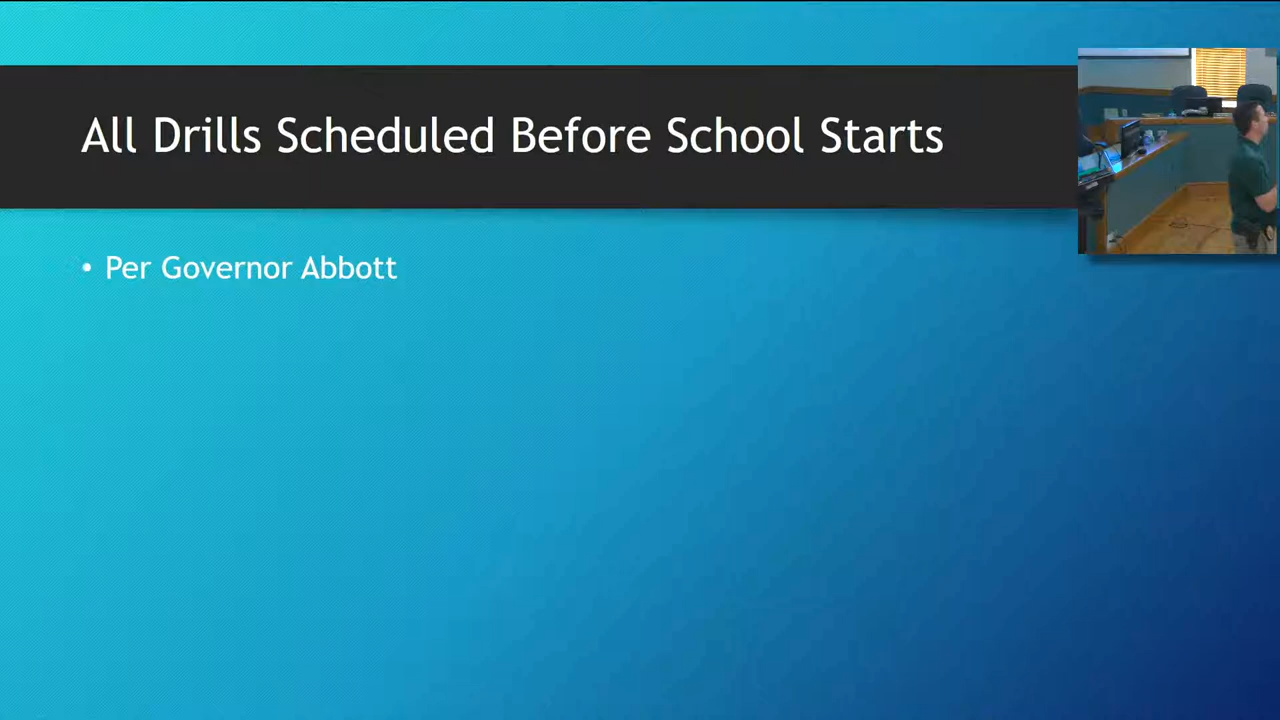 All Drills Scheduled Before School Starts
• Per Governor Abbott